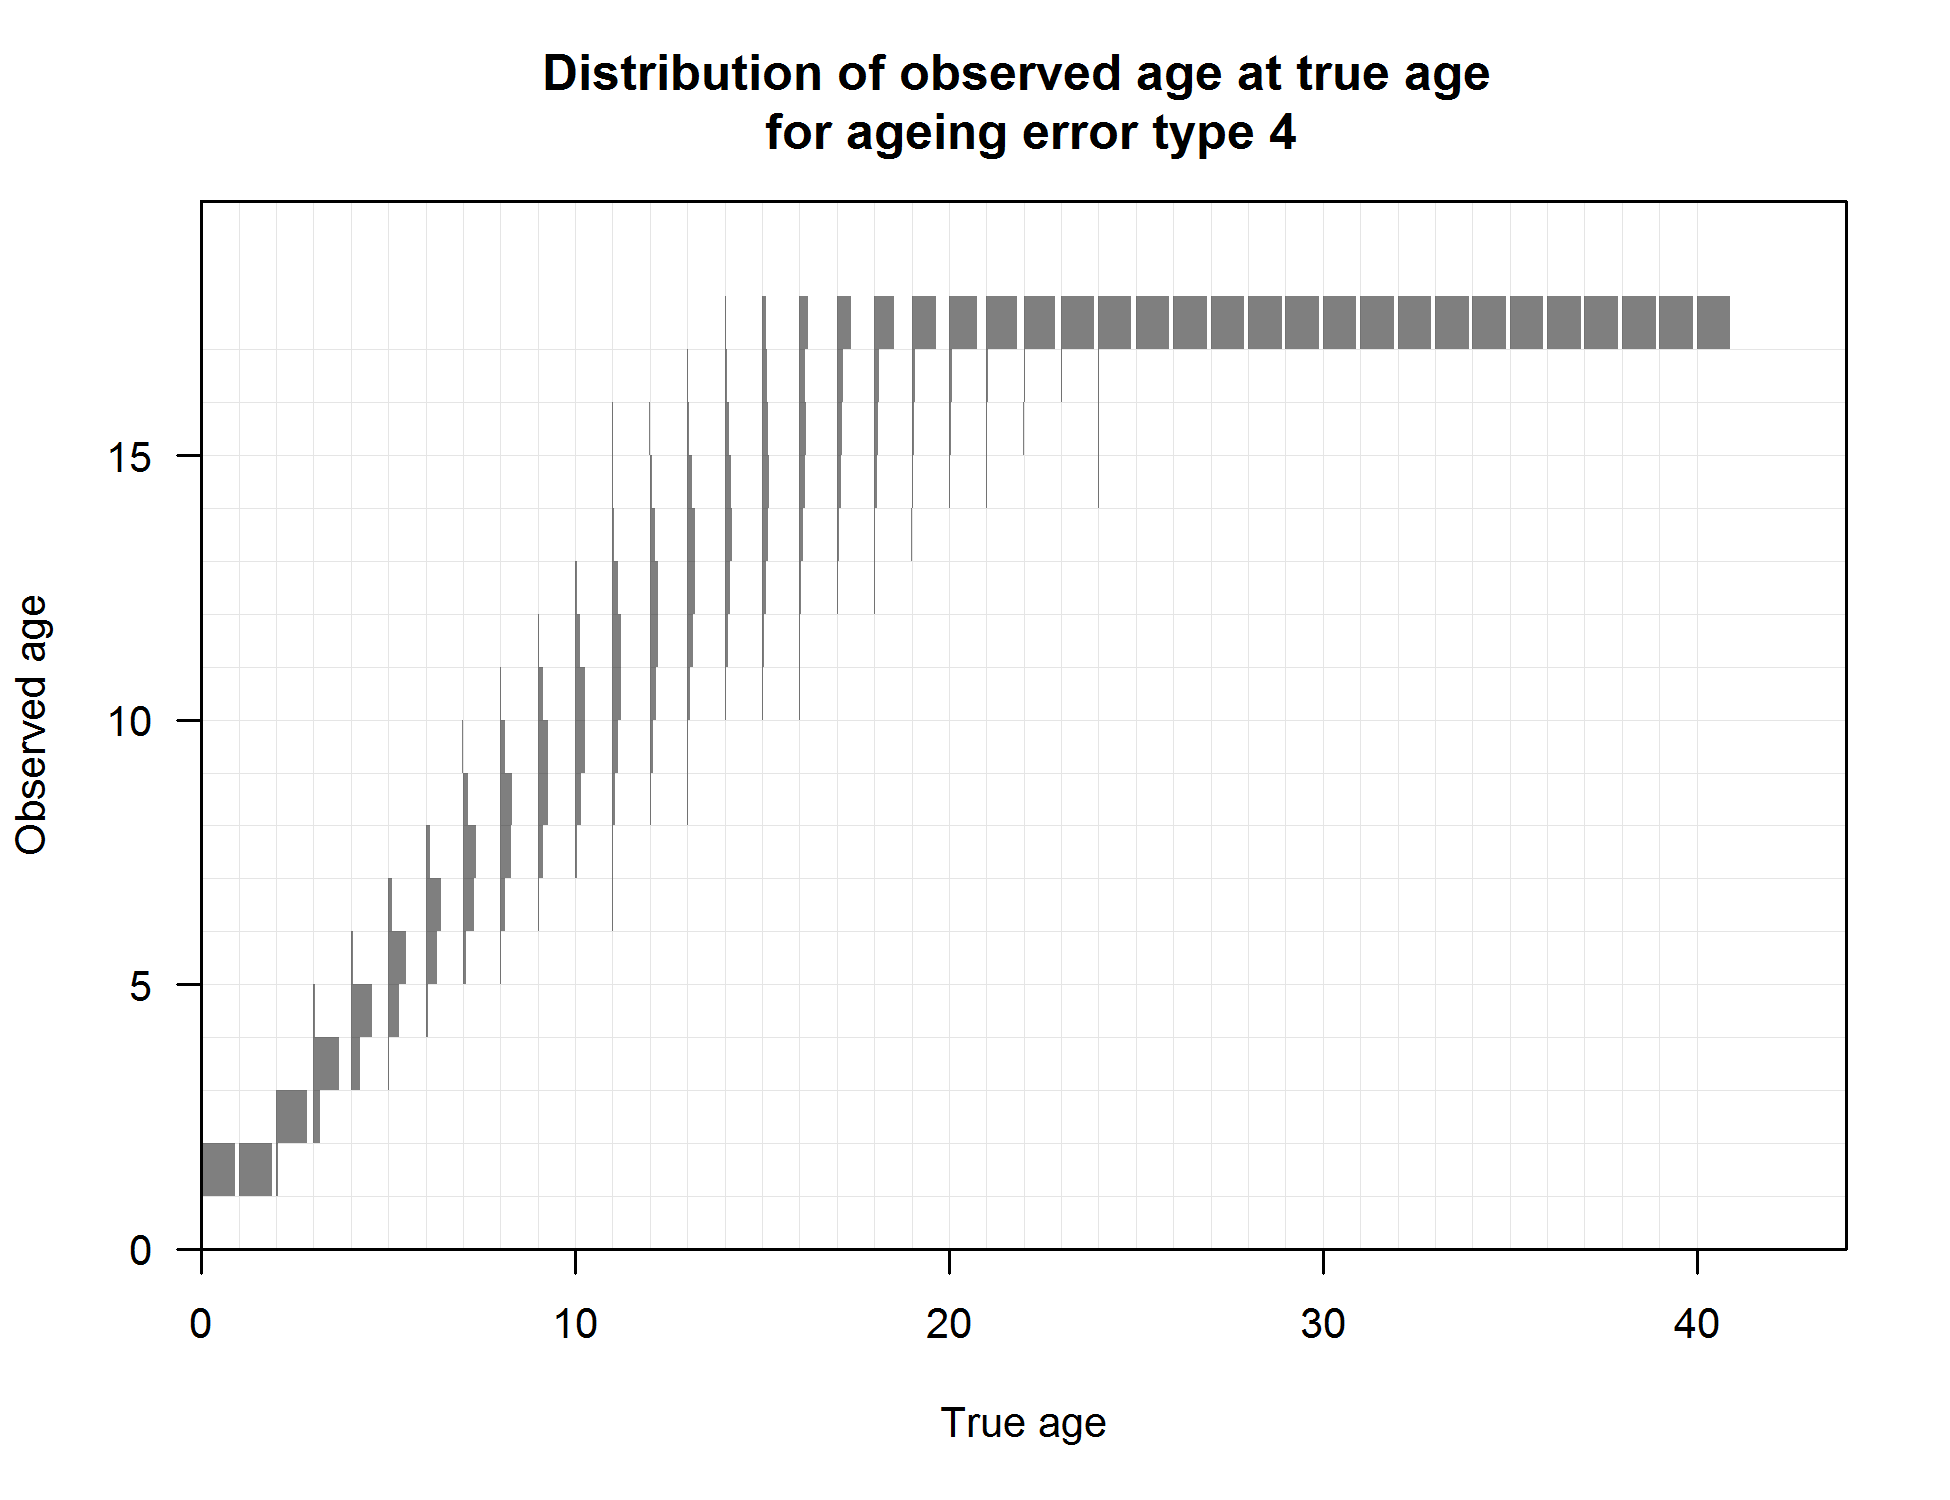 Distribution of observed age at true age
for ageing error type 4
15
10
5
0
Observed age
0 10 20 30 40
True age